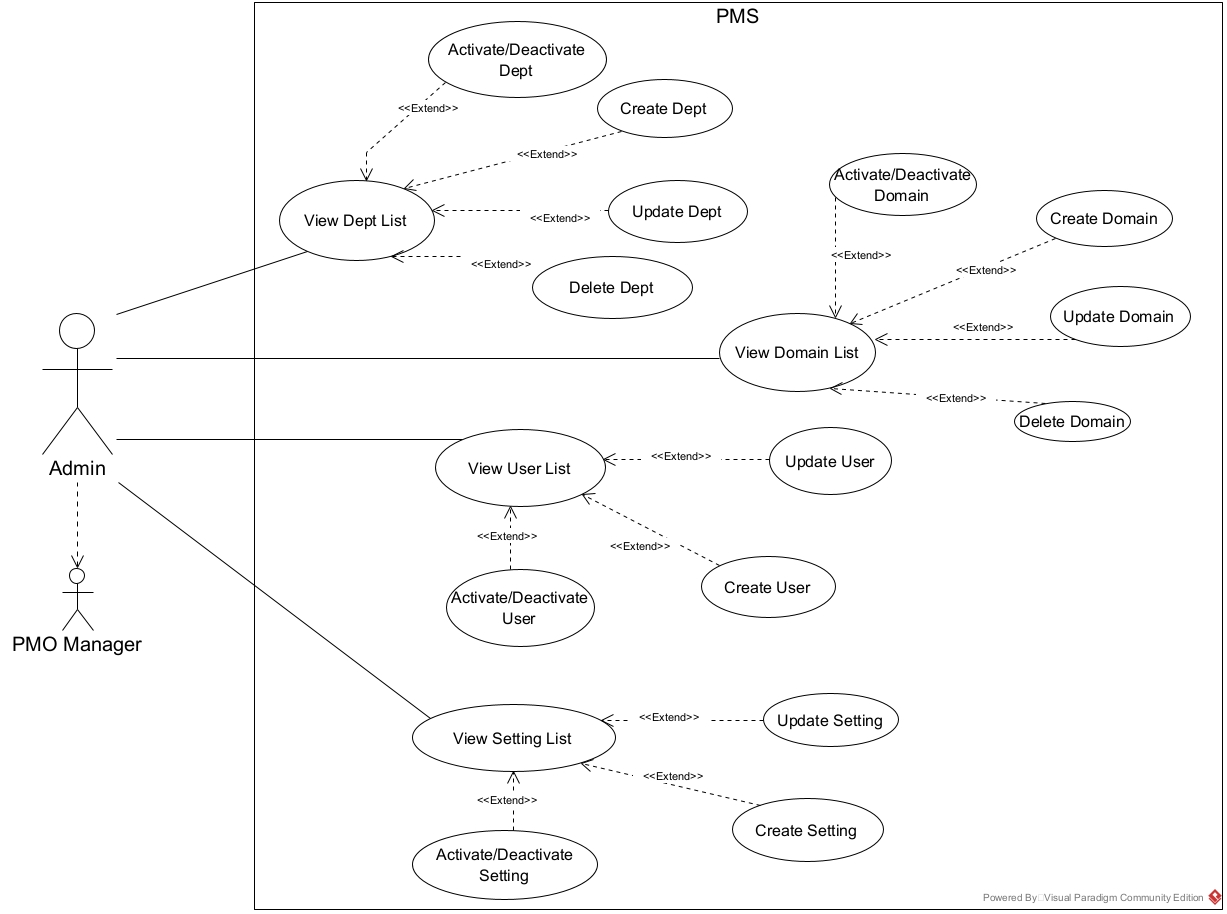 PMS
Activate/Deactivate
Dept
<<Extend>>
Create Dept
<<Extend>>
View Dept List
Update Dept
<<Extend>>
Delete Dept
<<Extend>>
Activate/Deactivate
Domain
<<Extend>>
Create Domain
<<Extend>>
Update Domain
<<Extend>>
View Domain List
Delete Domain
<<Extend>>
Admin
View User List
<<Extend>>
Update User
<<Extend>>
<<Extend>>
Create User
Activate/Deactivate
User
PMO Manager
View Setting List
<<Extend>>
Update Setting
<<Extend>>
<<Extend>>
Create Setting
Activate/Deactivate
Setting
Powered By Visual Paradigm Community Edition